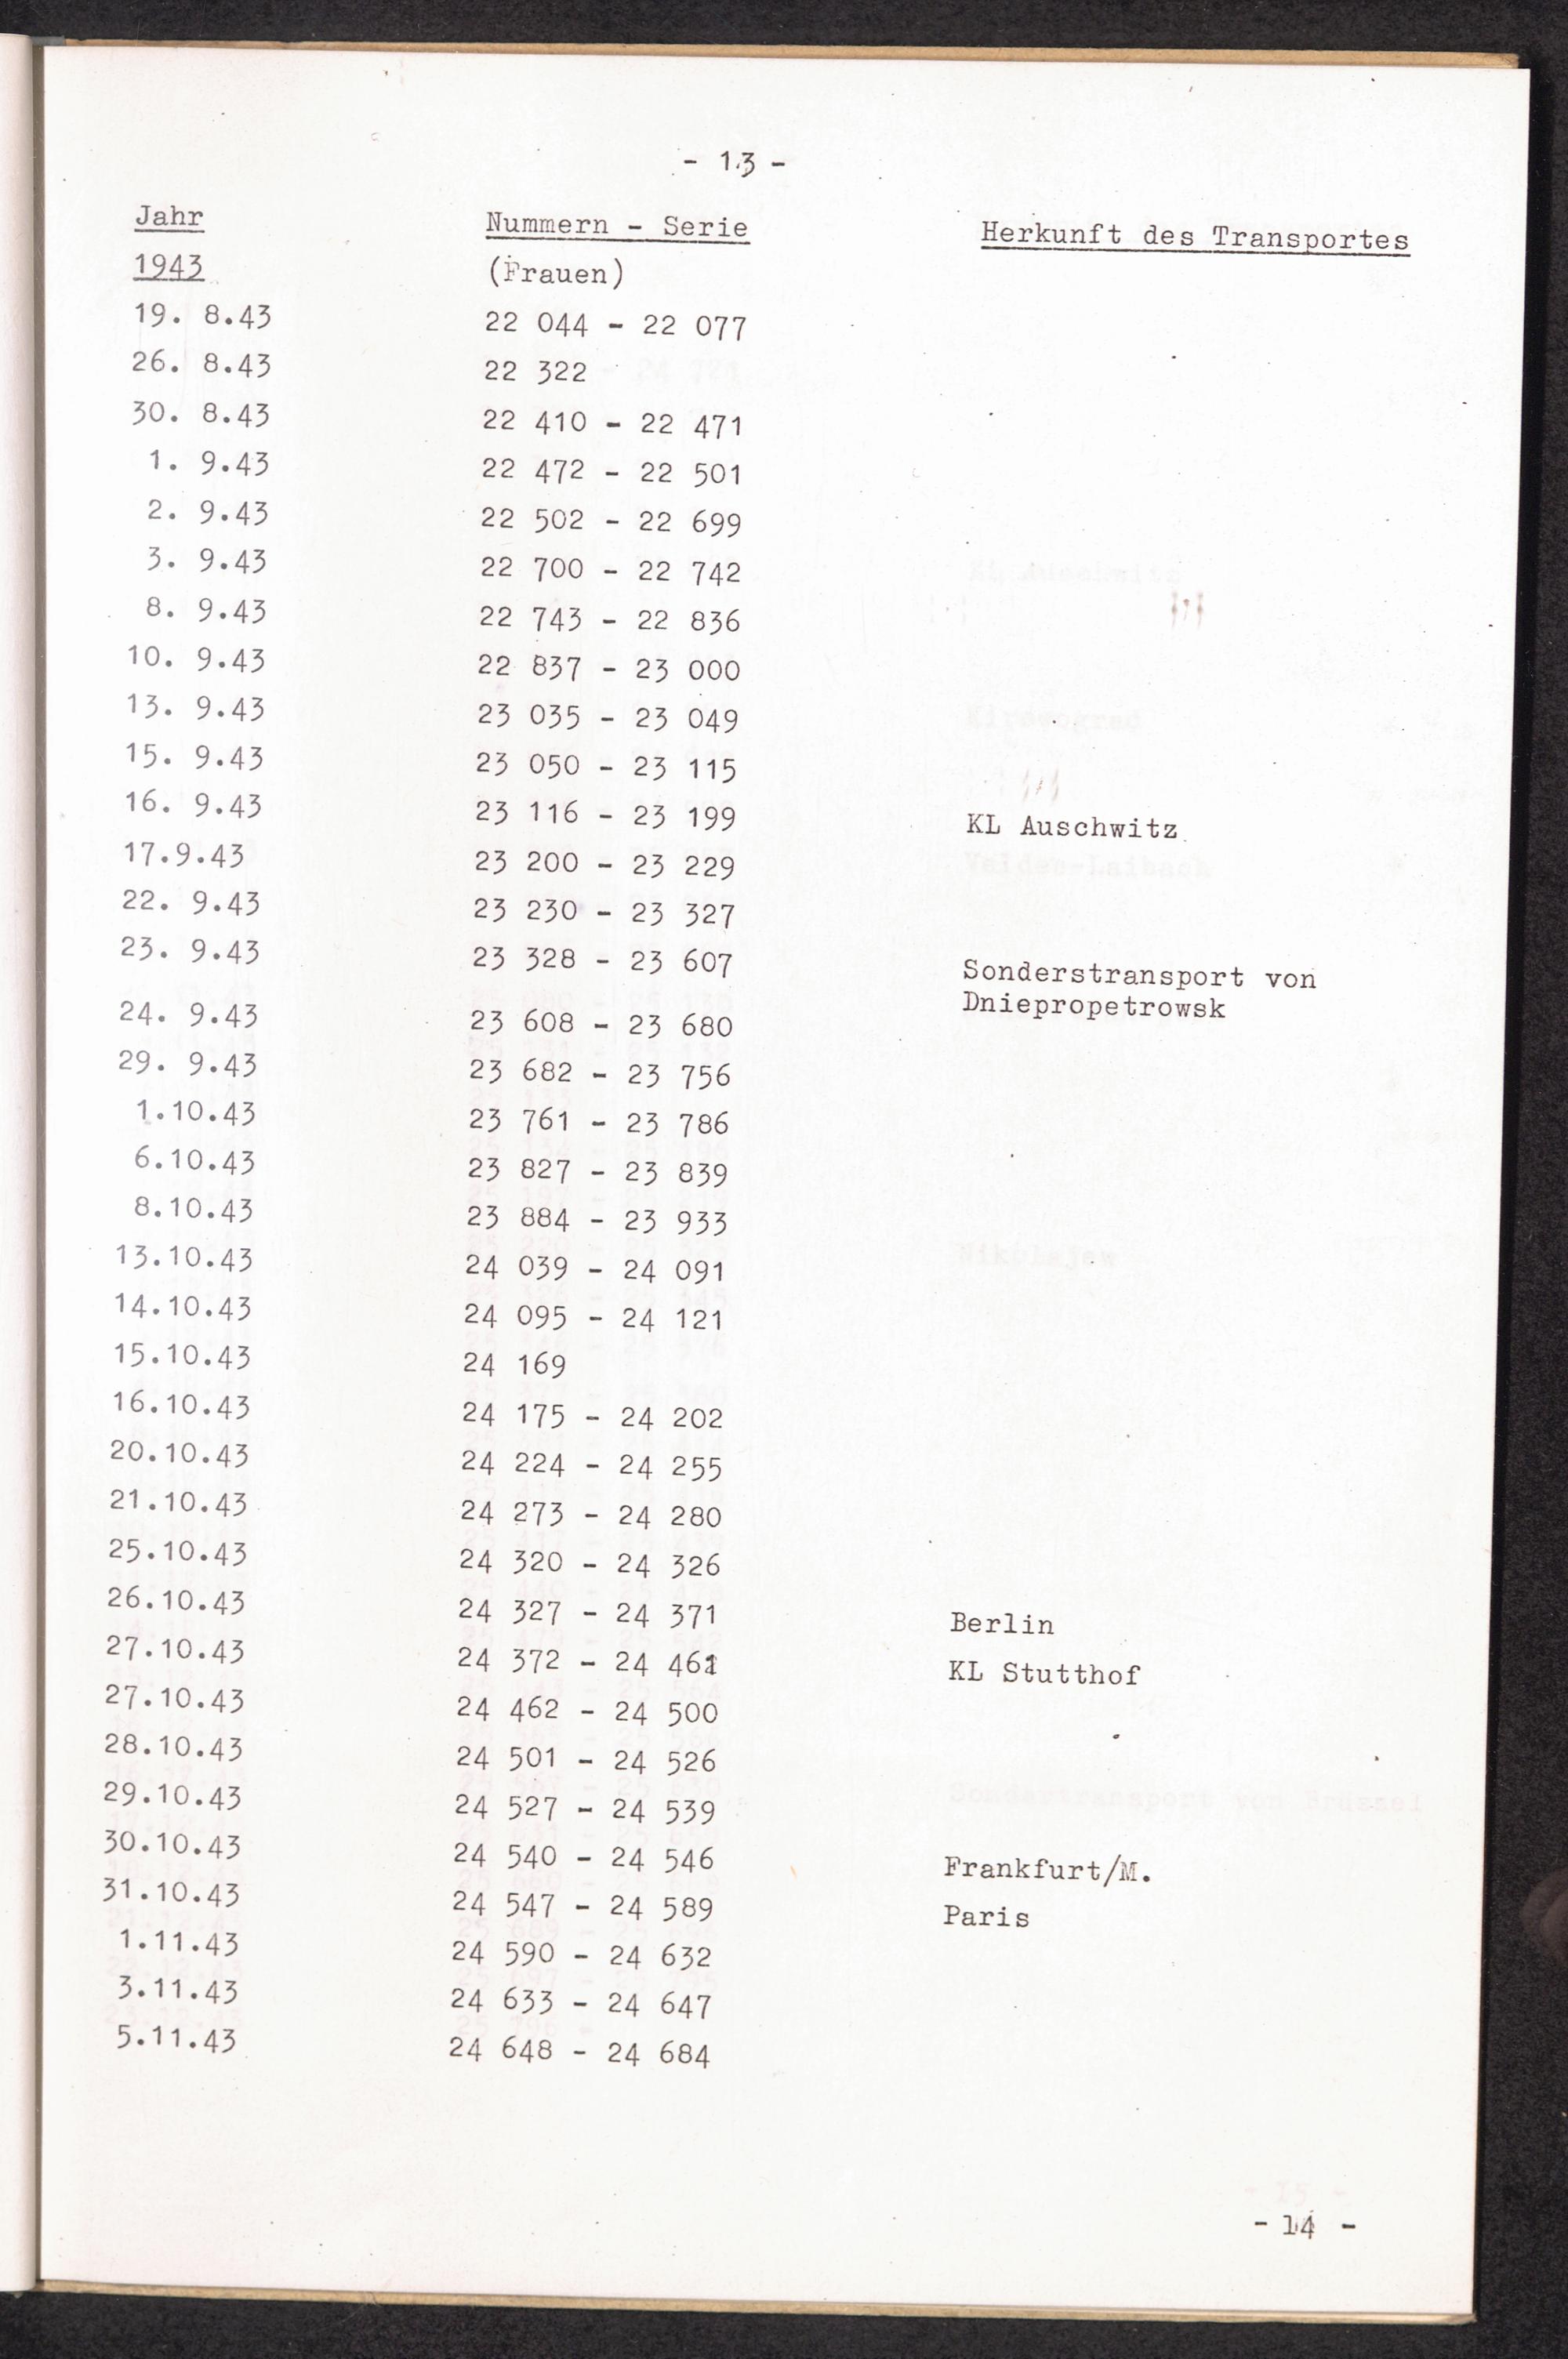 - 13 -
Jahr Nummern - Serie Herkunft des Transportes
1943 (Frauen)
19. 8.43 22 044 - 22 077
26. 8.43 22 322
30. 8.43 22 410 - 22 471
1. 9.43 22 472 - 22 501
2. 9.43 22 502 - 22 699
3. 9.43 22 700 - 22 742
8. 9.43 22 743 - 22 836
10. 9.43 22 837 - 23 000
13. 9.43 23 035 - 23 049
15. 9.43 23 050 - 23 115
16. 9.43 23 116 - 23 199 KL Auschwitz
17.9.43 23 200 - 23 229
22. 9.43 23 230 - 23 327
23. 9.43 23 328 - 23 607 Sonderstransport von
Dniepropetrowsk
24. 9.43 23 608 - 23 680
29. 9.43 23 682 - 23 756
1.10.43 23 761 - 23 786
6.10.43 23 827 - 23 839
8.10.43 23 884 - 23 933
13.10.43 24 039 - 24 091
14.10.43 24 095 - 24 121
15.10.43 24 169
16.10.43 24 175 - 24 202
20.10.43 24 224 - 24 255
21.10.43 24 273 - 24 280
25.10.43 24 320 - 24 326
26.10.43 24 327 - 24 371 Berlin
27.10.43 24 372 - 24 461 KL Stutthof
27.10.43 24 462 - 24 500
28.10.43 24 501 - 24 526
29.10.43 24 527 - 24 539
30.10.43 24 540 - 24 546 Frankfurt/M.
31.10.43 24 547 - 24 589 Paris
1.11.43 24 590 - 24 632
3.11.43 24 633 - 24 647
5.11.43 24 648 - 24 684
- 14 -